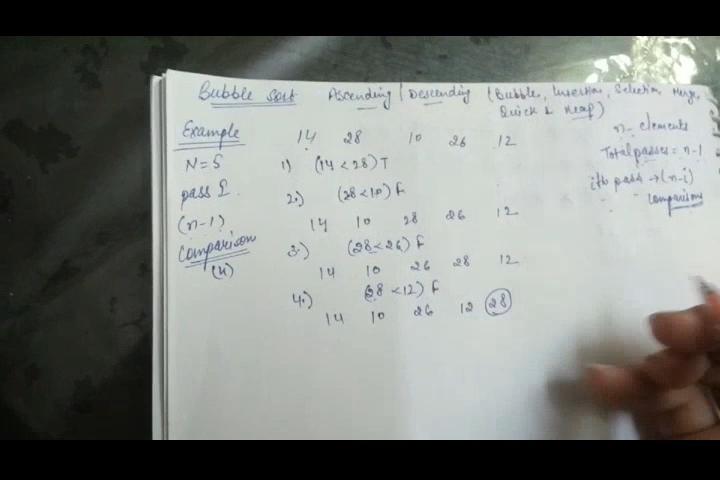 Bubble Sort Ascending / Descending (Bubble, Insertion, Selection, Merge,
Quick & Heap)
Example 14 28 10 26 12
n- elements
N=5 1) (14<28) T
Total passes = n-1
pass 1 2.) (28<10) F
ith pass → (n-i)
comparisons
(n-1) 14 10 28 26 12
Comparison 3.) (28<26) F
(4) 14 10 26 28 12
4.) (28<12) F
14 10 26 12 28